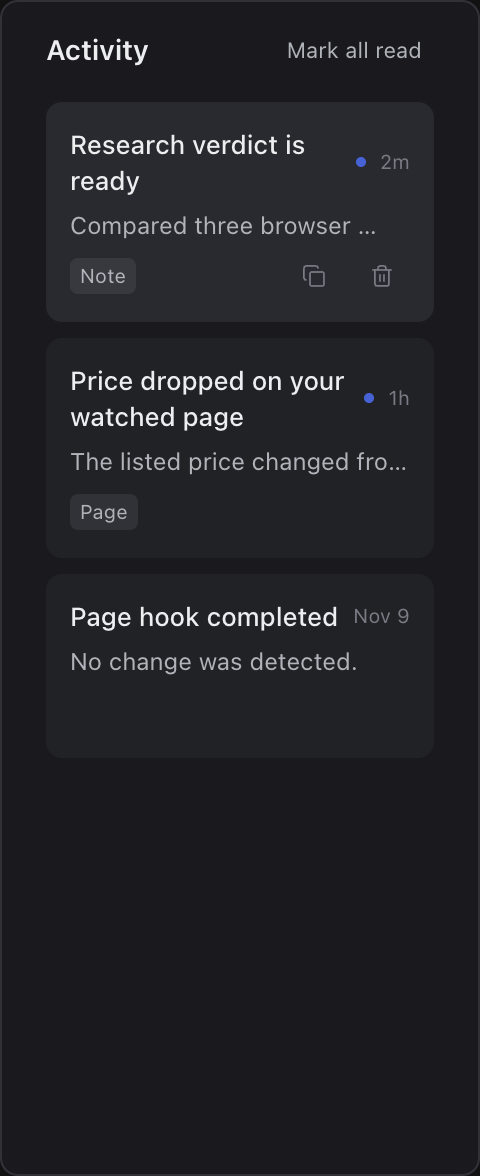 Activity
Mark all read
Research verdict is
ready
2m
Compared three browser ...
Note
Price dropped on your
watched page
1h
The listed price changed fro...
Page
Page hook completed
Nov 9
No change was detected.